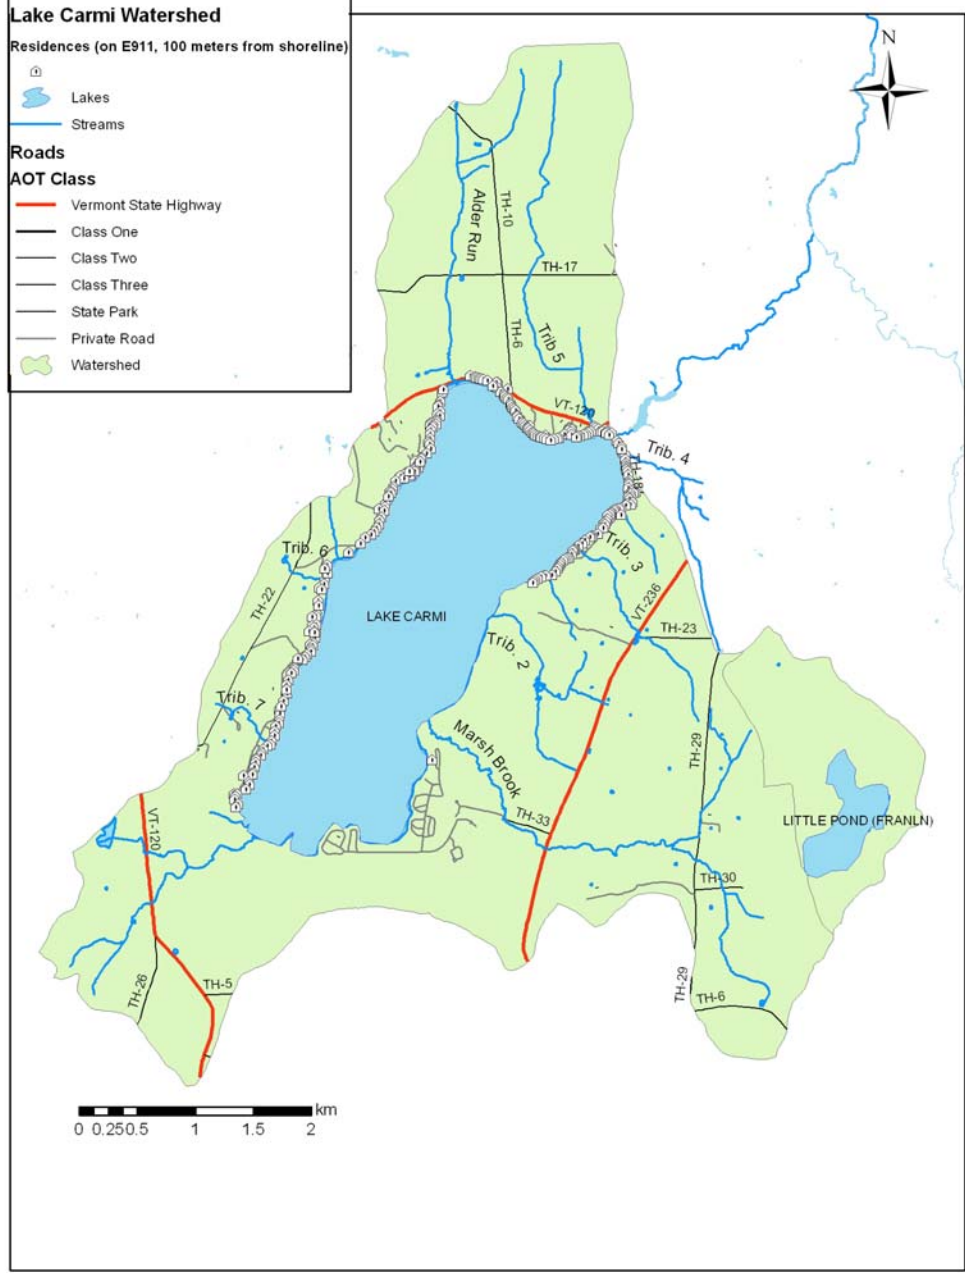 Lake Carmi Watershed
Residences (on E911, 100 meters from shoreline)
Lakes
Streams
Roads
AOT Class
Vermont State Highway
Class One
Class Two
Class Three
State Park
Private Road
Watershed
N
Alder Run
TH-10
TH-17
TH-6
Trib 5
VT-120
Trib. 4
TH-18
Trib. 3
Trib. 6
TH-22
LAKE CARMI
VT-236
TH-23
Trib. 2
Trib. 7
Marsh Brook
TH-29
TH-33
VT-120
LITTLE POND (FRANLN)
TH-30
TH-26
TH-5
TH-29
TH-6
km
0 0.25 0.5 1 1.5 2